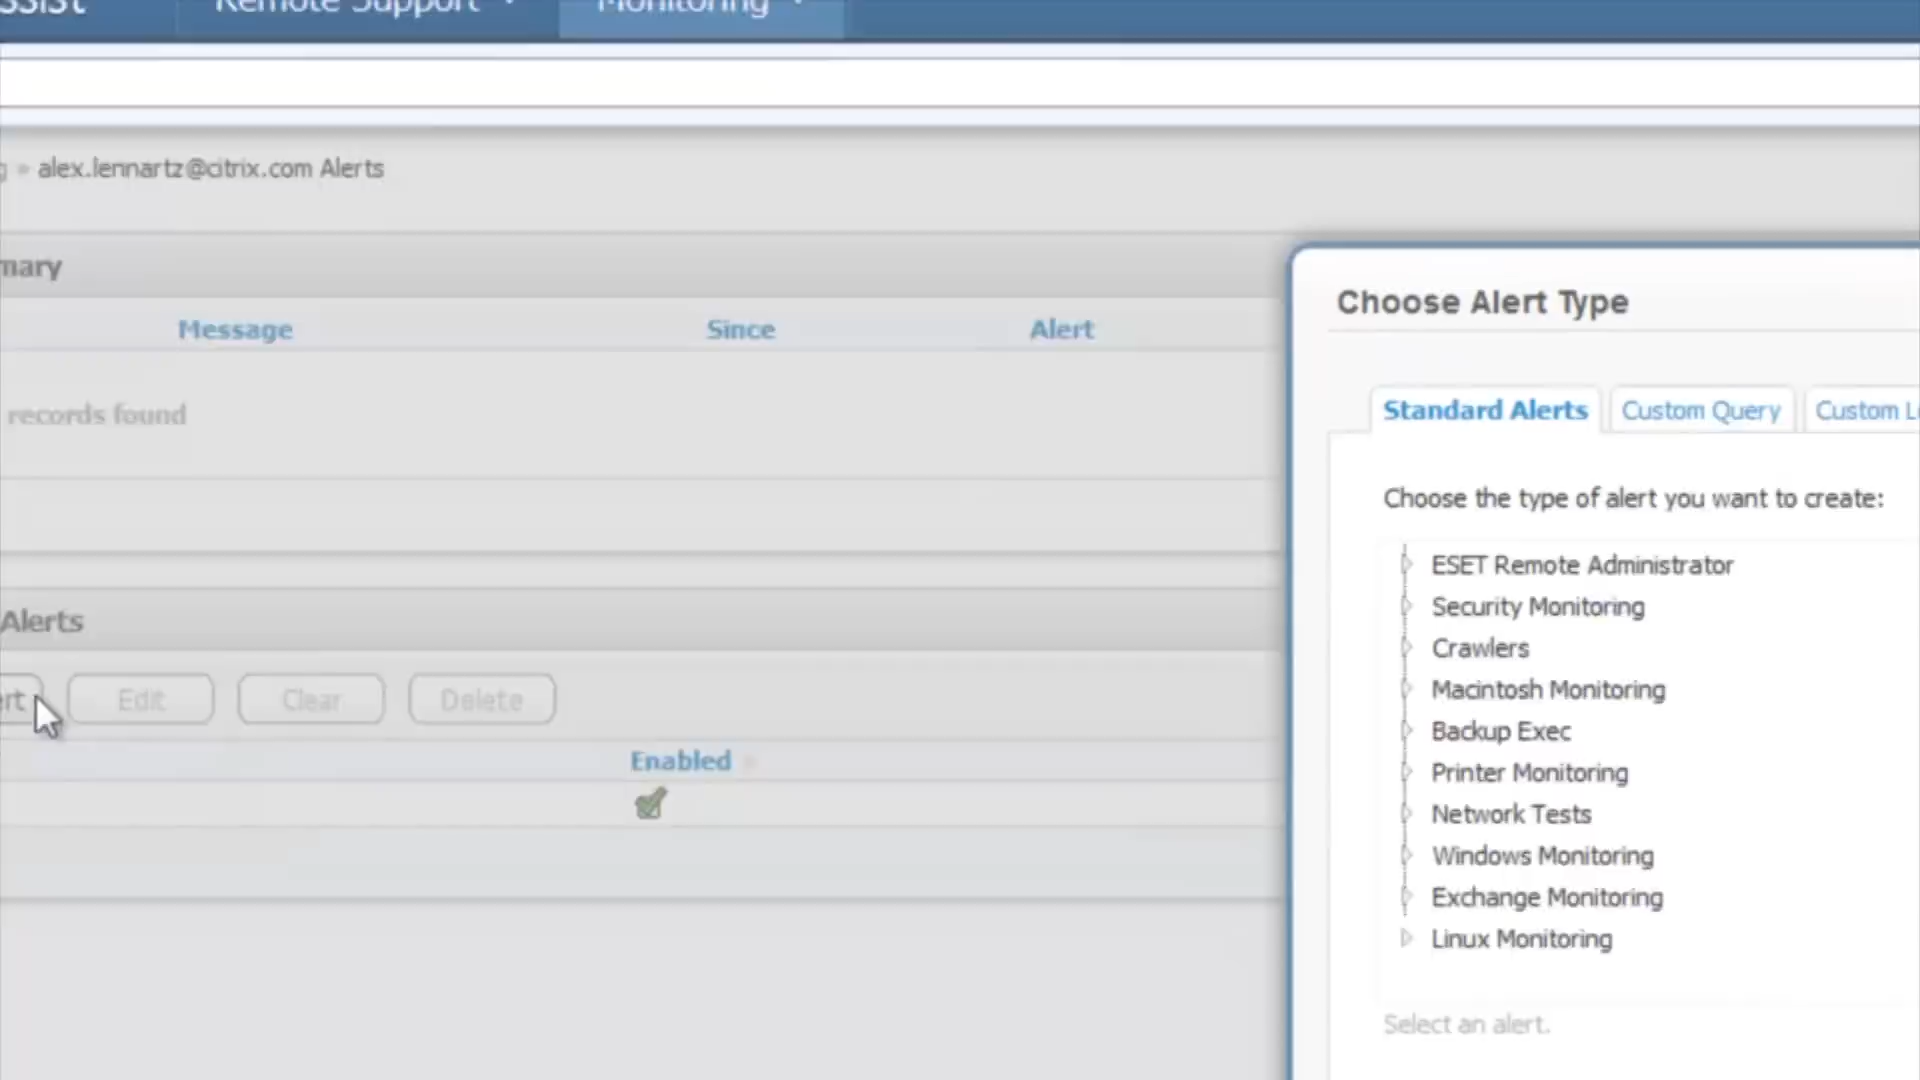 ssist Remote Support Monitoring
g » alex.lennartz@citrix.com Alerts
mary
Message Since Alert
records found
Alerts
ert Edit Clear Delete
Enabled
Choose Alert Type
Standard Alerts Custom Query Custom Li
Choose the type of alert you want to create:
ESET Remote Administrator
Security Monitoring
Crawlers
Macintosh Monitoring
Backup Exec
Printer Monitoring
Network Tests
Windows Monitoring
Exchange Monitoring
Linux Monitoring
Select an alert.